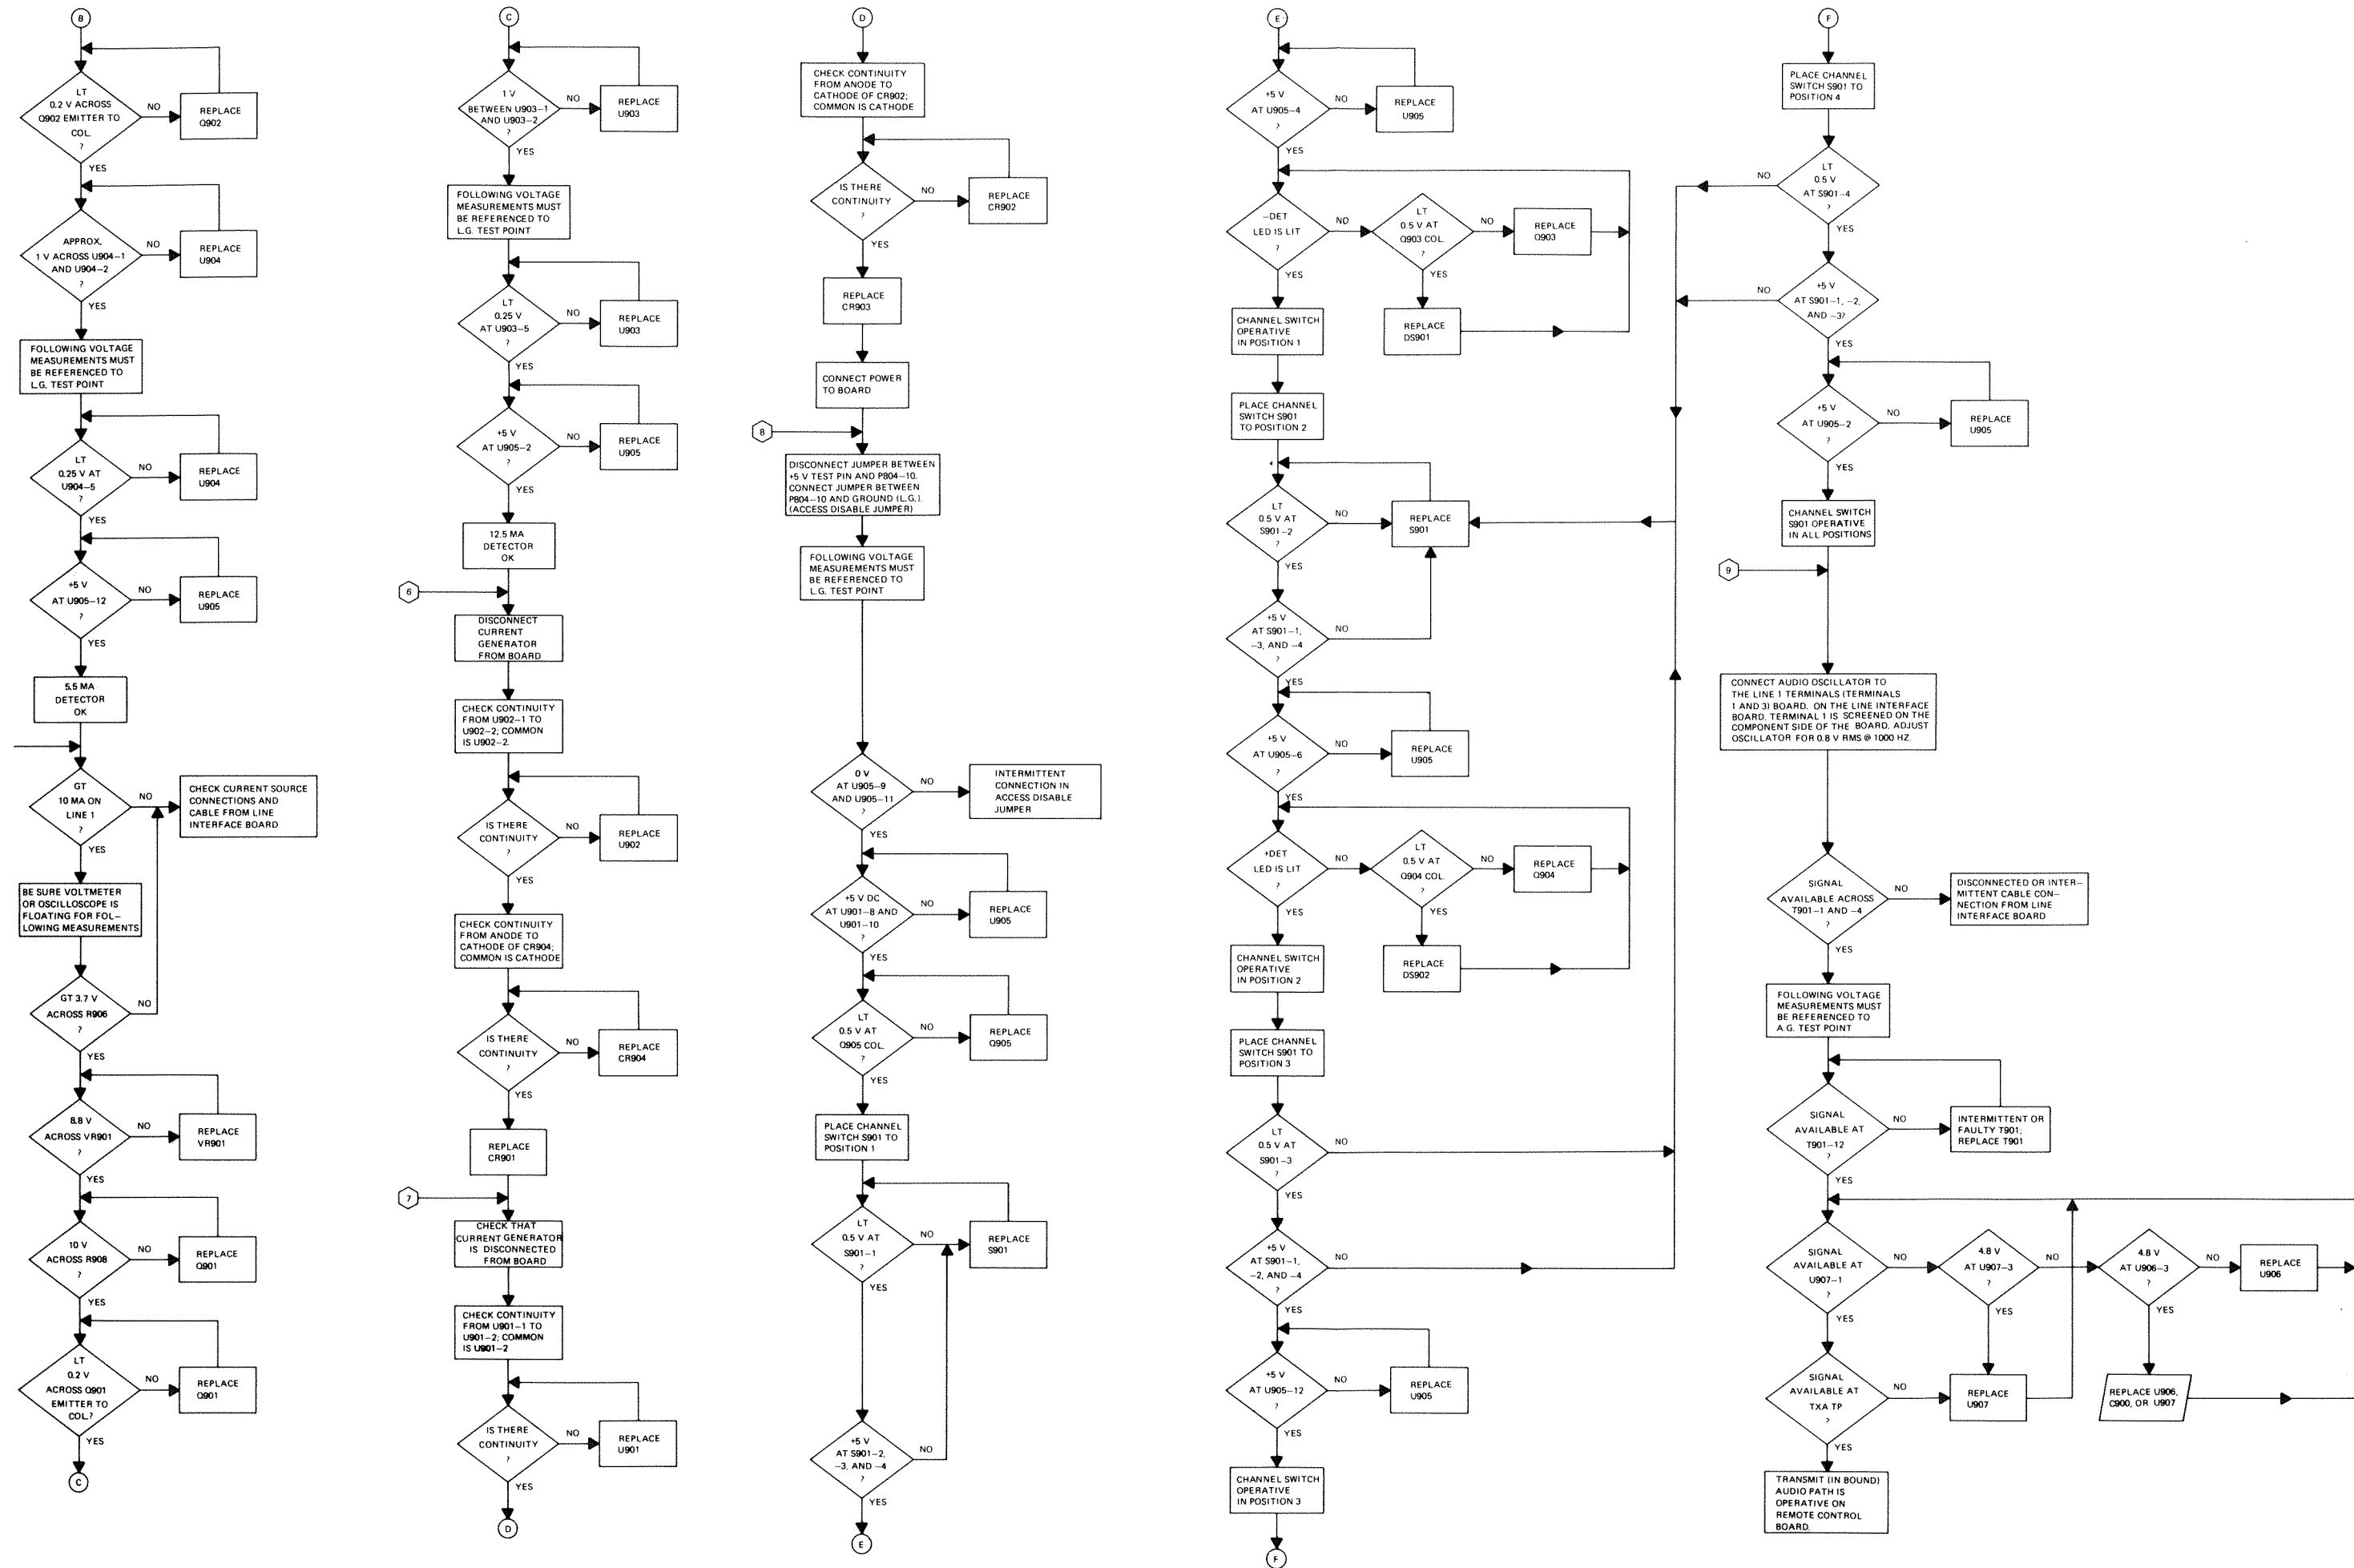 B
LT
0.2 V ACROSS
Q902 EMITTER TO
COL.
?
NO
REPLACE
Q902
YES
APPROX.
1 V ACROSS U904-1
AND U904-2
?
NO
REPLACE
U904
YES
FOLLOWING VOLTAGE
MEASUREMENTS MUST
BE REFERENCED TO
L.G. TEST POINT
LT
0.25 V AT
U904-5
?
NO
REPLACE
U904
YES
+5 V
AT U905-12
?
NO
REPLACE
U905
YES
5.5 MA
DETECTOR
OK
GT
10 MA ON
LINE 1
?
NO
CHECK CURRENT SOURCE
CONNECTIONS AND
CABLE FROM LINE
INTERFACE BOARD
YES
BE SURE VOLTMETER
OR OSCILLOSCOPE IS
FLOATING FOR FOL-
LOWING MEASUREMENTS
GT 3.7 V
ACROSS R906
?
NO
YES
8.8 V
ACROSS VR901
?
NO
REPLACE
VR901
YES
10 V
ACROSS R908
?
NO
REPLACE
Q901
YES
LT
0.2 V
ACROSS Q901
EMITTER TO
COL.?
NO
REPLACE
Q901
YES
C
C
1 V
BETWEEN U903-1
AND U903-2
?
NO
REPLACE
U903
YES
FOLLOWING VOLTAGE
MEASUREMENTS MUST
BE REFERENCED TO
L.G. TEST POINT
LT
0.25 V
AT U903-5
?
NO
REPLACE
U903
YES
+5 V
AT U905-2
?
NO
REPLACE
U905
YES
12.5 MA
DETECTOR
OK
6
DISCONNECT
CURRENT
GENERATOR
FROM BOARD
CHECK CONTINUITY
FROM U902-1 TO
U902-2; COMMON
IS U902-2.
IS THERE
CONTINUITY
?
NO
REPLACE
U902
YES
CHECK CONTINUITY
FROM ANODE TO
CATHODE OF CR904;
COMMON IS CATHODE
IS THERE
CONTINUITY
?
NO
REPLACE
CR904
YES
REPLACE
CR901
7
CHECK THAT
CURRENT GENERATOR
IS DISCONNECTED
FROM BOARD
CHECK CONTINUITY
FROM U901-1 TO
U901-2; COMMON
IS U901-2
IS THERE
CONTINUITY
?
NO
REPLACE
U901
YES
D
D
CHECK CONTINUITY
FROM ANODE TO
CATHODE OF CR902;
COMMON IS CATHODE
IS THERE
CONTINUITY
?
NO
REPLACE
CR902
YES
REPLACE
CR903
CONNECT POWER
TO BOARD
8
DISCONNECT JUMPER BETWEEN
+5 V TEST PIN AND P804-10.
CONNECT JUMPER BETWEEN
P804-10 AND GROUND (L.G.).
(ACCESS DISABLE JUMPER)
FOLLOWING VOLTAGE
MEASUREMENTS MUST
BE REFERENCED TO
L.G. TEST POINT
0 V
AT U905-9
AND U905-11
?
NO
INTERMITTENT
CONNECTION IN
ACCESS DISABLE
JUMPER
YES
+5 V DC
AT U901-8 AND
U901-10
?
NO
REPLACE
U905
YES
LT
0.5 V AT
Q905 COL.
?
NO
REPLACE
Q905
YES
PLACE CHANNEL
SWITCH S901 TO
POSITION 1
LT
0.5 V AT
S901-1
?
NO
REPLACE
S901
YES
+5 V
AT S901-2,
-3, AND -4
?
NO
YES
E
E
+5 V
AT U905-4
?
NO
REPLACE
U905
YES
-DET
LED IS LIT
?
NO
LT
0.5 V AT
Q903 COL.
?
NO
REPLACE
Q903
YES
YES
REPLACE
DS901
CHANNEL SWITCH
OPERATIVE
IN POSITION 1
PLACE CHANNEL
SWITCH S901
TO POSITION 2
LT
0.5 V AT
S901-2
?
NO
REPLACE
S901
YES
+5 V
AT S901-1,
-3, AND -4
?
NO
YES
+5 V
AT U905-6
?
NO
REPLACE
U905
YES
+DET
LED IS LIT
?
NO
LT
0.5 V AT
Q904 COL.
?
NO
REPLACE
Q904
YES
YES
REPLACE
DS902
CHANNEL SWITCH
OPERATIVE
IN POSITION 2
PLACE CHANNEL
SWITCH S901 TO
POSITION 3
LT
0.5 V AT
S901-3
?
NO
YES
+5 V
AT S901-1,
-2, AND -4
?
NO
YES
+5 V
AT U905-12
?
NO
REPLACE
U905
YES
CHANNEL SWITCH
OPERATIVE
IN POSITION 3
F
F
PLACE CHANNEL
SWITCH S901 TO
POSITION 4
LT
0.5 V
AT S901-4
?
NO
YES
+5 V
AT S901-1, -2,
AND -3?
NO
YES
+5 V
AT U905-2
?
NO
REPLACE
U905
YES
CHANNEL SWITCH
S901 OPERATIVE
IN ALL POSITIONS
9
CONNECT AUDIO OSCILLATOR TO
THE LINE 1 TERMINALS (TERMINALS
1 AND 3) BOARD. ON THE LINE INTERFACE
BOARD, TERMINAL 1 IS SCREENED ON THE
COMPONENT SIDE OF THE BOARD. ADJUST
OSCILLATOR FOR 0.8 V RMS @ 1000 HZ.
SIGNAL
AVAILABLE ACROSS
T901-1 AND -4
?
NO
DISCONNECTED OR INTER-
MITTENT CABLE CON-
NECTION FROM LINE
INTERFACE BOARD
YES
FOLLOWING VOLTAGE
MEASUREMENTS MUST
BE REFERENCED TO
A.G. TEST POINT
SIGNAL
AVAILABLE AT
T901-12
?
NO
INTERMITTENT OR
FAULTY T901;
REPLACE T901
YES
SIGNAL
AVAILABLE AT
U907-1
?
NO
4.8 V
AT U907-3
?
NO
4.8 V
AT U906-3
?
NO
REPLACE
U906
YES
YES
YES
SIGNAL
AVAILABLE AT
TXA TP
?
NO
REPLACE
U907
REPLACE U906,
C900, OR U907
YES
TRANSMIT (IN BOUND)
AUDIO PATH IS
OPERATIVE ON
REMOTE CONTROL
BOARD.